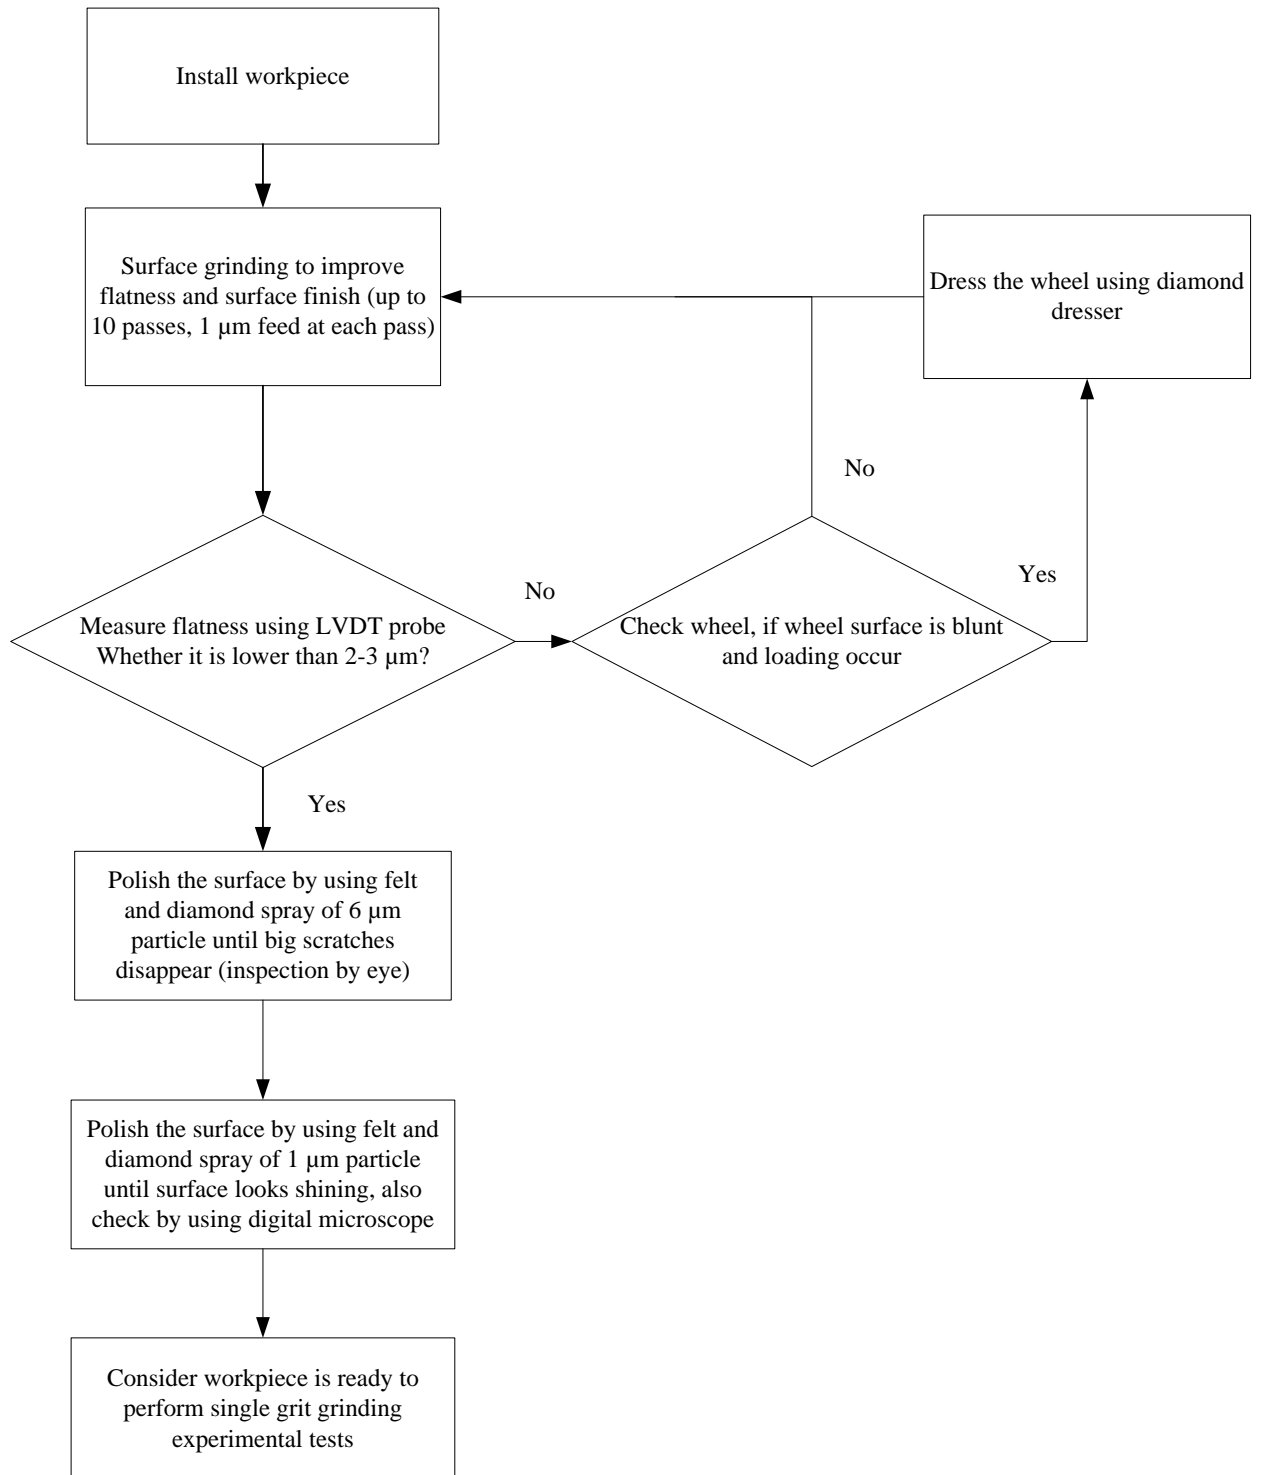 Install workpiece
Surface grinding to improve
flatness and surface finish (up to
10 passes, 1 µm feed at each pass)
Dress the wheel using diamond
dresser
No
Yes
No
Measure flatness using LVDT probe
Whether it is lower than 2-3 µm?
Check wheel, if wheel surface is blunt
and loading occur
Yes
Polish the surface by using felt
and diamond spray of 6 µm
particle until big scratches
disappear (inspection by eye)
Polish the surface by using felt and
diamond spray of 1 µm particle
until surface looks shining, also
check by using digital microscope
Consider workpiece is ready to
perform single grit grinding
experimental tests